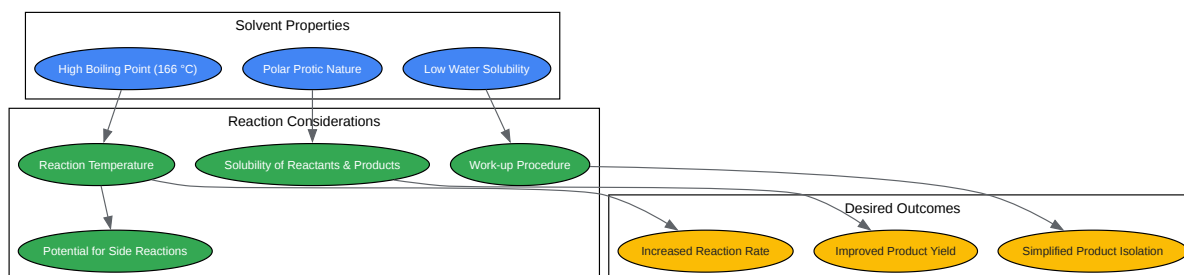 Solvent Properties
High Boiling Point (166 °C)
Polar Protic Nature
Low Water Solubility
Reaction Considerations
Reaction Temperature
Solubility of Reactants & Products
Work-up Procedure
Desired Outcomes
Potential for Side Reactions
Increased Reaction Rate
Improved Product Yield
Simplified Product Isolation